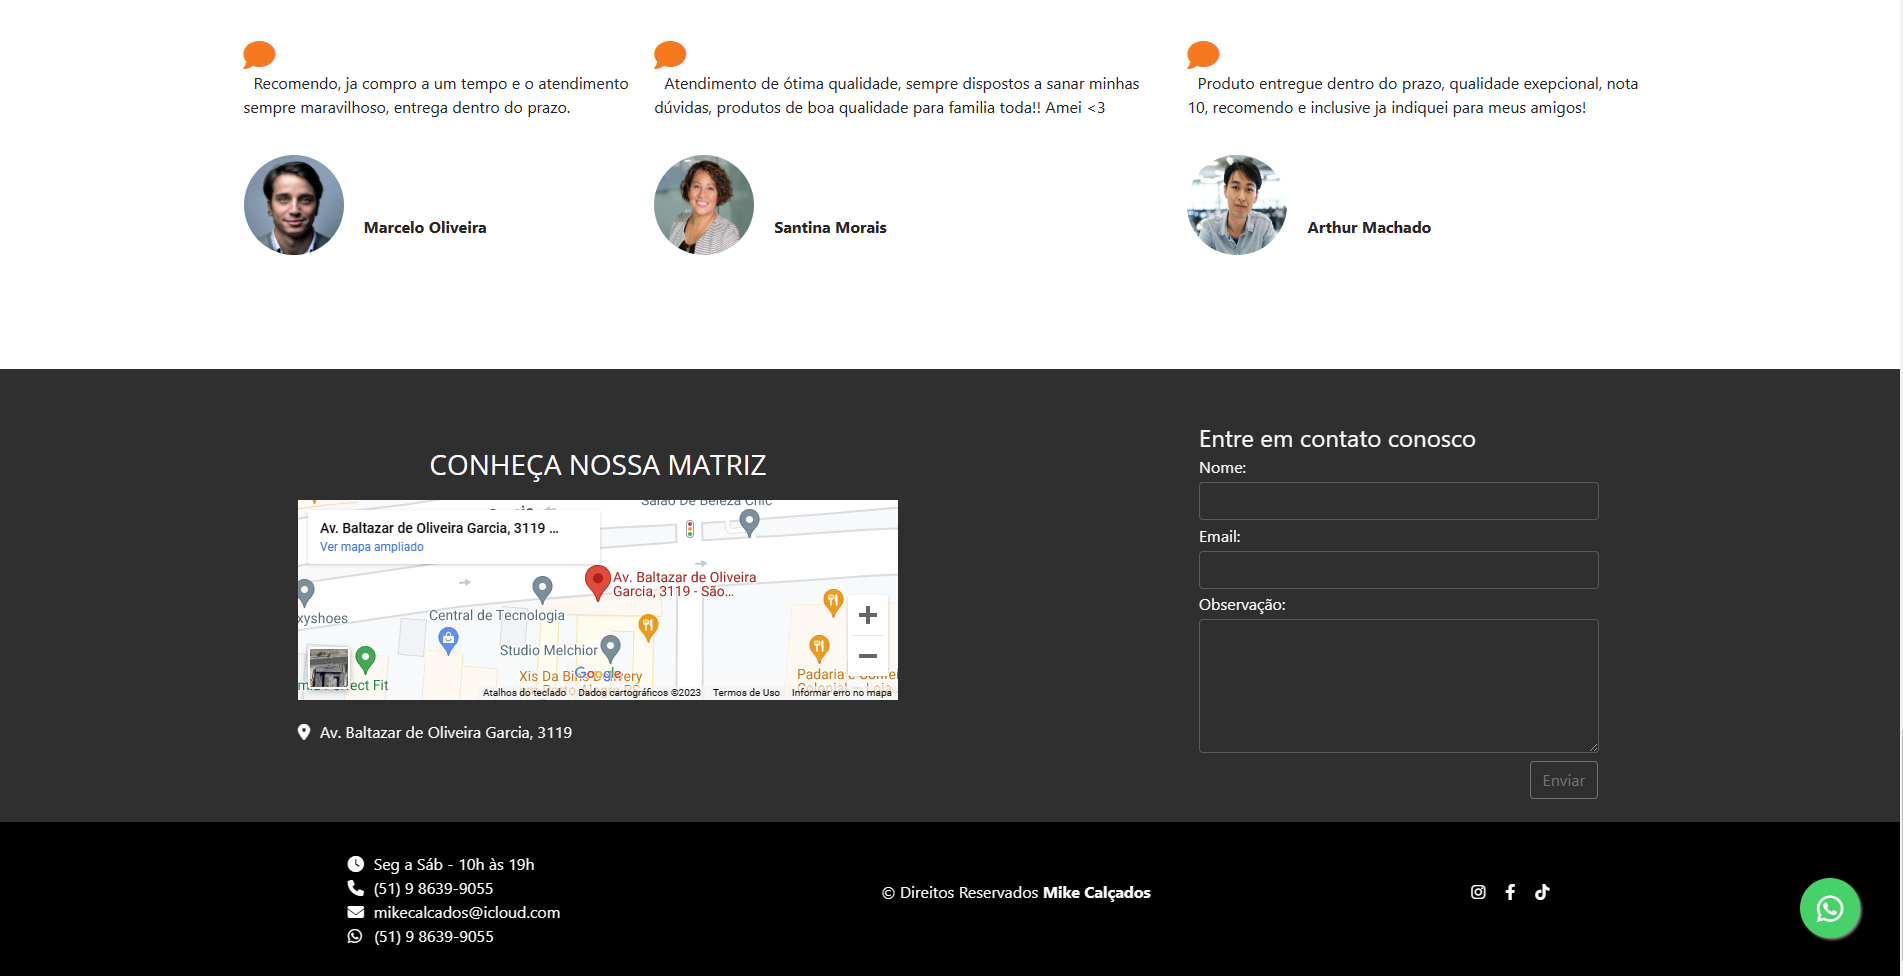 Recomendo, ja compro a um tempo e o atendimento
sempre maravilhoso, entrega dentro do prazo.
Marcelo Oliveira
Atendimento de ótima qualidade, sempre dispostos a sanar minhas
dúvidas, produtos de boa qualidade para familia toda!! Amei <3
Santina Morais
Produto entregue dentro do prazo, qualidade exepcional, nota
10, recomendo e inclusive ja indiquei para meus amigos!
Arthur Machado
CONHEÇA NOSSA MATRIZ
Salão De Beleza Chic
Av. Baltazar de Oliveira Garcia, 3119 ...
Ver mapa ampliado
Av. Baltazar de Oliveira
Garcia, 3119 - São...
xyshoes
Central de Tecnologia
Studio Melchior
Google
Xis Da Bins Delivery
Padaria e Confei
Colonial – Loja
ect Fit
Atalhos do teclado
Dados cartográficos ©2023
Termos de Uso
Informar erro no mapa
Av. Baltazar de Oliveira Garcia, 3119
Entre em contato conosco
Nome:
Email:
Observação:
Enviar
Seg a Sáb - 10h às 19h
(51) 9 8639-9055
mikecalcados@icloud.com
(51) 9 8639-9055
© Direitos Reservados Mike Calçados